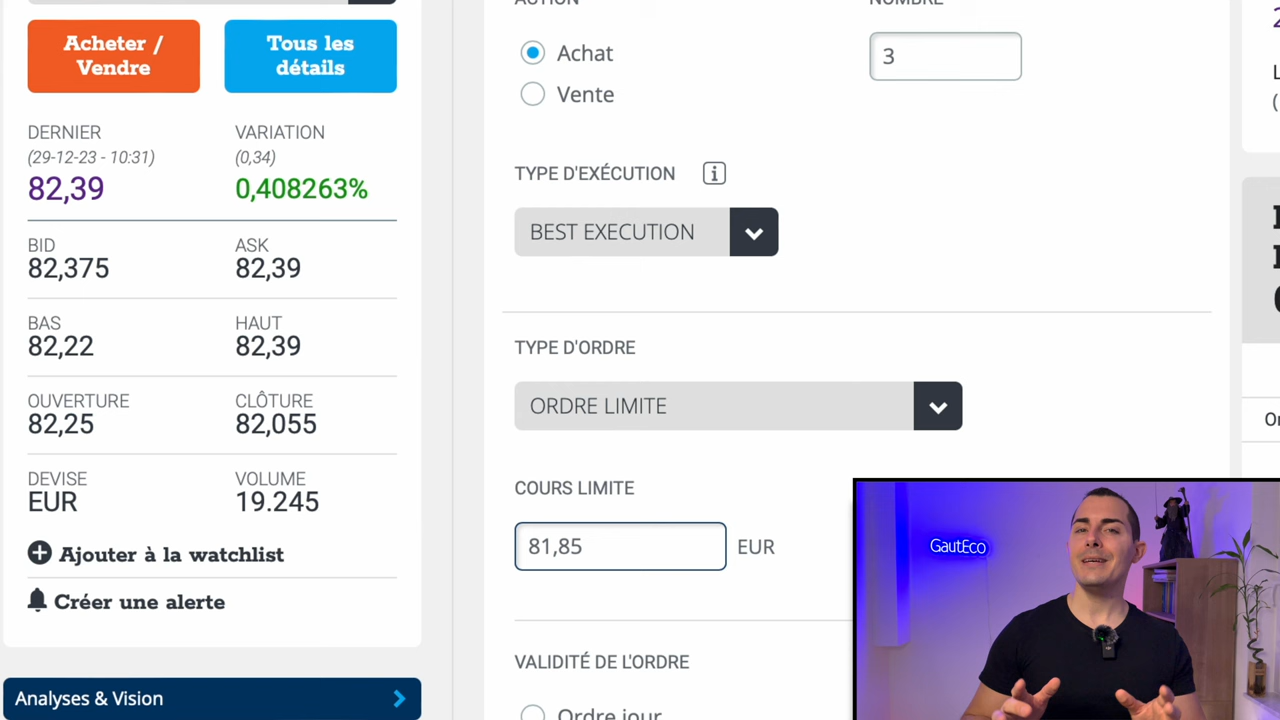 Acheter /
Vendre
Tous les
détails
DERNIER
(29-12-23 - 10:31)
82,39
VARIATION
(0,34)
0,408263%
BID
82,375
ASK
82,39
BAS
82,22
HAUT
82,39
OUVERTURE
82,25
CLÔTURE
82,055
DEVISE
EUR
VOLUME
19.245
Ajouter à la watchlist
Créer une alerte
Analyses & Vision
ACTION
Achat
Vente
NOMBRE
3
TYPE D'EXÉCUTION
BEST EXECUTION
TYPE D'ORDRE
ORDRE LIMITE
COURS LIMITE
81,85 EUR
VALIDITÉ DE L'ORDRE
Ordre jour
GautEco